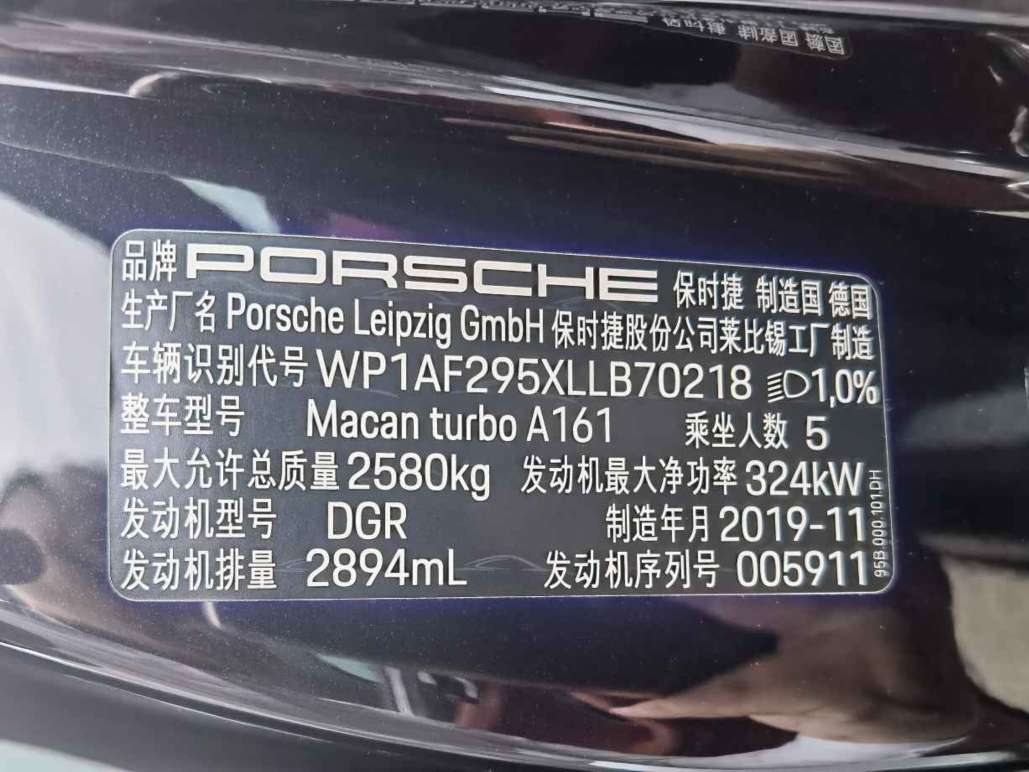 品牌 PORSCHE 保时捷 制造国 德国
生产厂名 Porsche Leipzig GmbH 保时捷股份公司莱比锡工厂制造
车辆识别代号 WP1AF295XLLB70218 1,0%
整车型号 Macan turbo A161 乘坐人数 5
最大允许总质量 2580kg 发动机最大净功率 324kW
发动机型号 DGR 制造年月 2019-11
发动机排量 2894mL 发动机序列号 005911
95B.000.101.DH